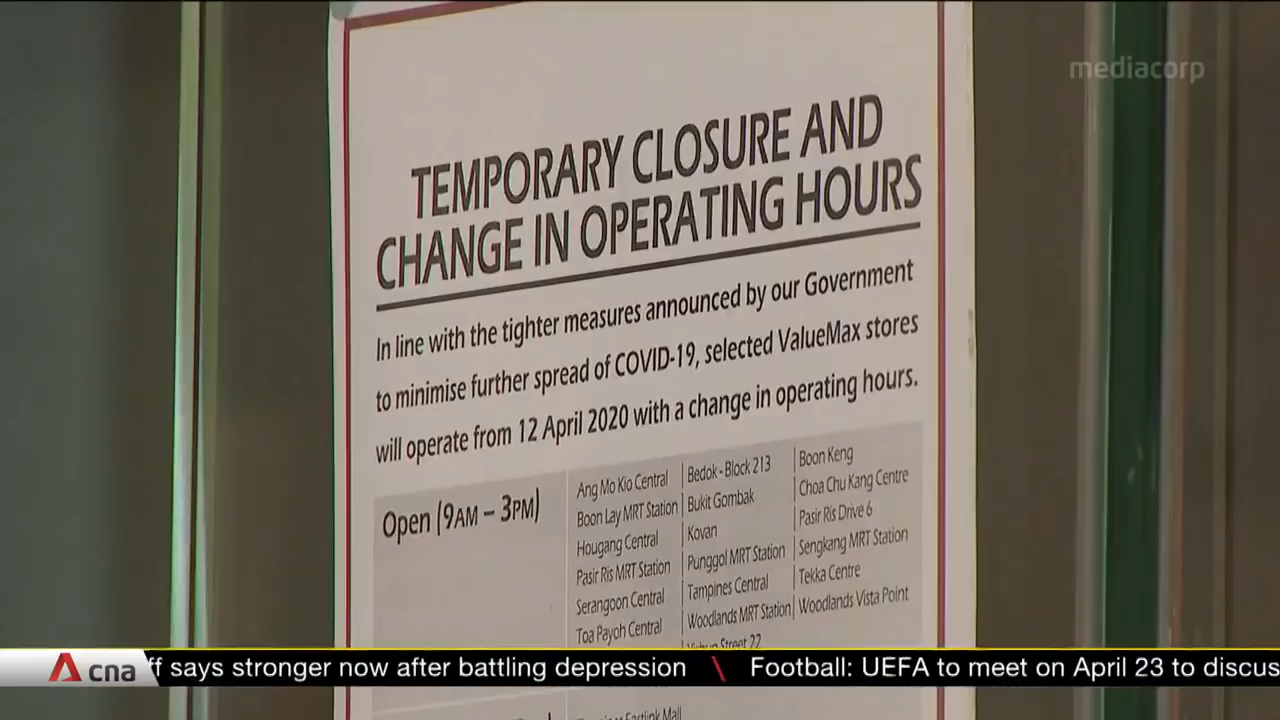 mediacorp
TEMPORARY CLOSURE AND
CHANGE IN OPERATING HOURS
In line with the tighter measures announced by our Government
to minimise further spread of COVID-19, selected ValueMax stores
will operate from 12 April 2020 with a change in operating hours.
Open (9AM – 3PM)
Ang Mo Kio Central
Boon Lay MRT Station
Hougang Central
Pasir Ris MRT Station
Serangoon Central
Toa Payoh Central
Bedok - Block 213
Bukit Gombak
Kovan
Punggol MRT Station
Tampines Central
Woodlands MRT Station
Street 22
Boon Keng
Choa Chu Kang Centre
Pasir Ris Drive 6
Sengkang MRT Station
Tekka Centre
Woodlands Vista Point
Mall
cna
ff says stronger now after battling depression \ Football: UEFA to meet on April 23 to discus